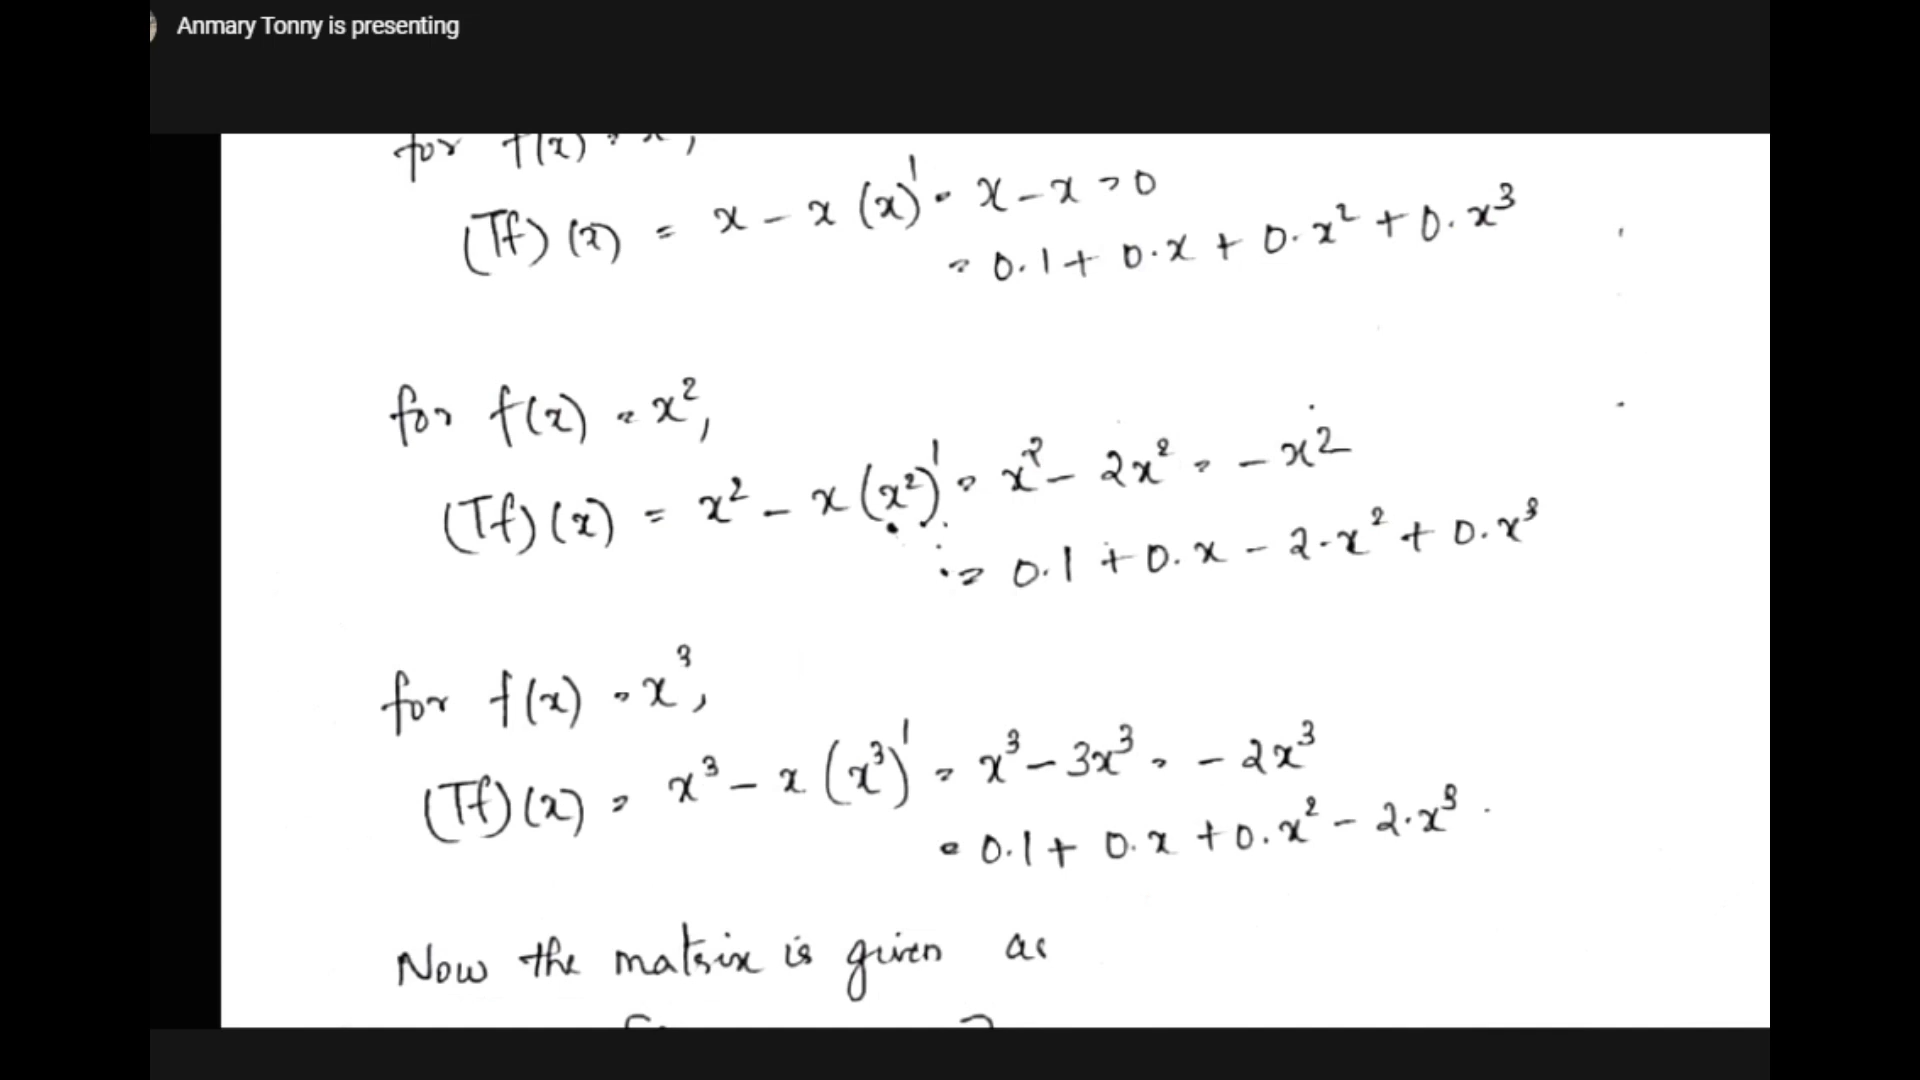 Anmary Tonny is presenting
for f(x) = x,
(Tf)(x) = x - x (x)' = x - x = 0
= 0.1 + 0.x + 0.x² + 0.x³
for f(x) = x²,
(Tf)(x) = x² - x (x²)' = x² - 2x² = -x²
= 0.1 + 0.x - 2.x² + 0.x³
for f(x) = x³,
(Tf)(x) = x³ - x (x³)' = x³ - 3x³ = -2x³
= 0.1 + 0.x + 0.x² - 2.x³.
Now the matrix is given as